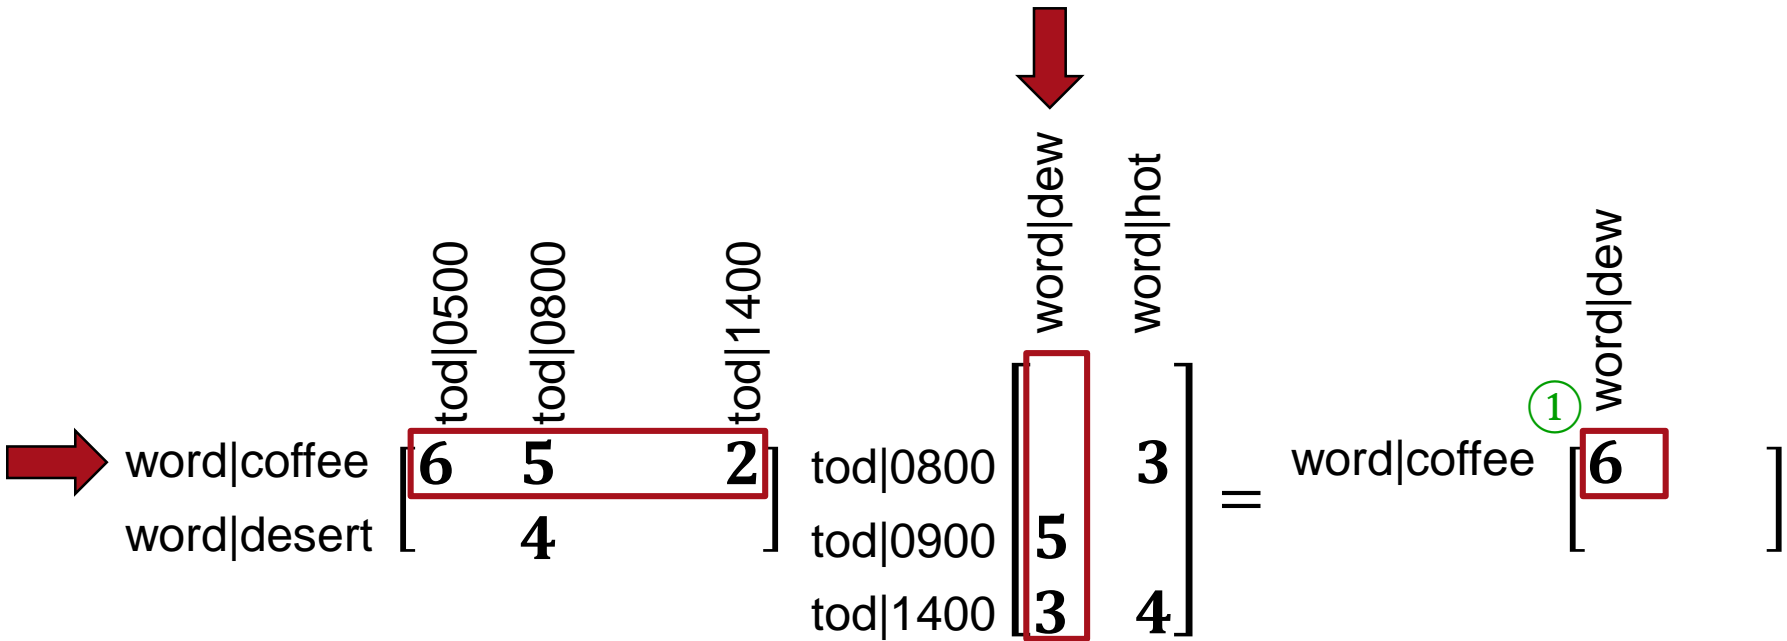 word|dew word|hot
tod|0500 tod|0800 tod|1400 word|dew
①
word|coffee [6 5 2] tod|0800 [ 3] = word|coffee [6 ]
word|desert 4 tod|0900 5
tod|1400 3 4